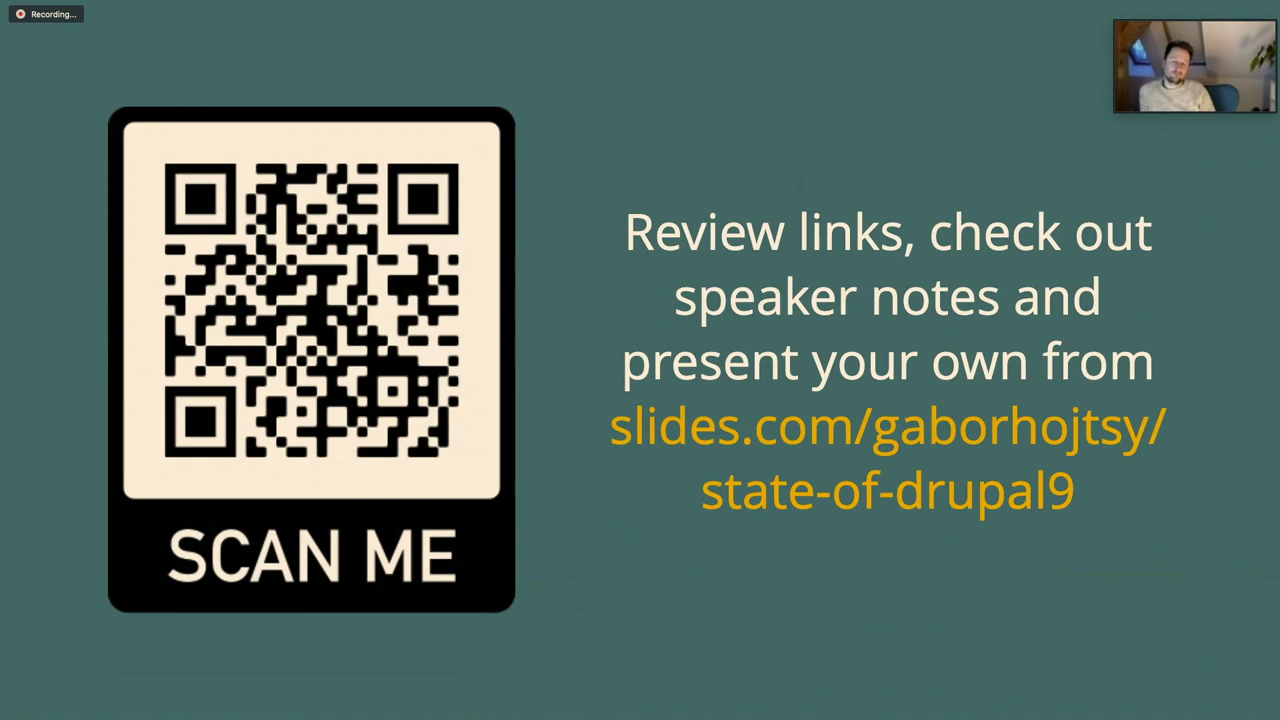 Recording...
Review links, check out
speaker notes and
present your own from
slides.com/gaborhojtsy/
state-of-drupal9
SCAN ME